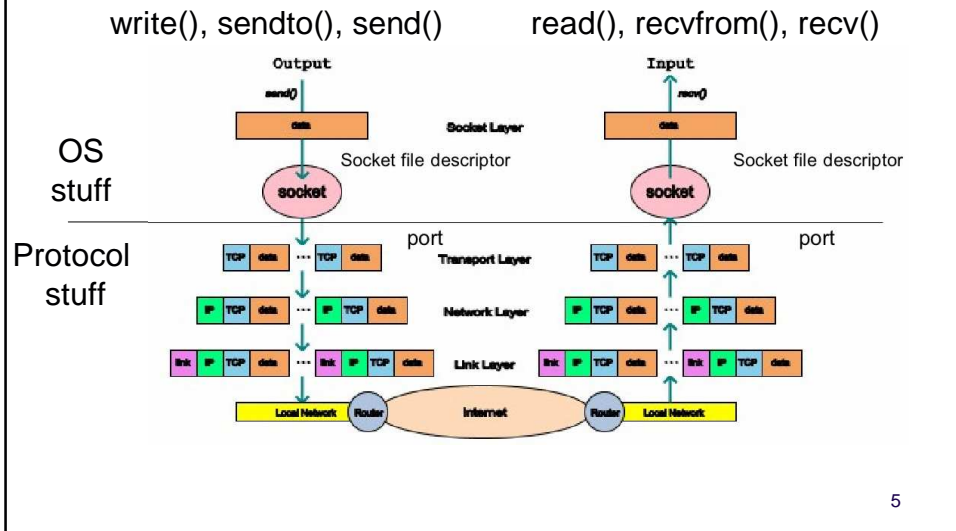 write(), sendto(), send() read(), recvfrom(), recv()
Output Input
send() recv()
data Socket Layer data
OS stuff
Socket file descriptor Socket file descriptor
socket socket
Protocol stuff
port port
TCP data ... TCP data Transport Layer TCP data ... TCP data
IP TCP data ... IP TCP data Network Layer IP TCP data ... IP TCP data
link IP TCP data ... link IP TCP data Link Layer link IP TCP data ... link IP TCP data
Local Network Router Internet Router Local Network
5